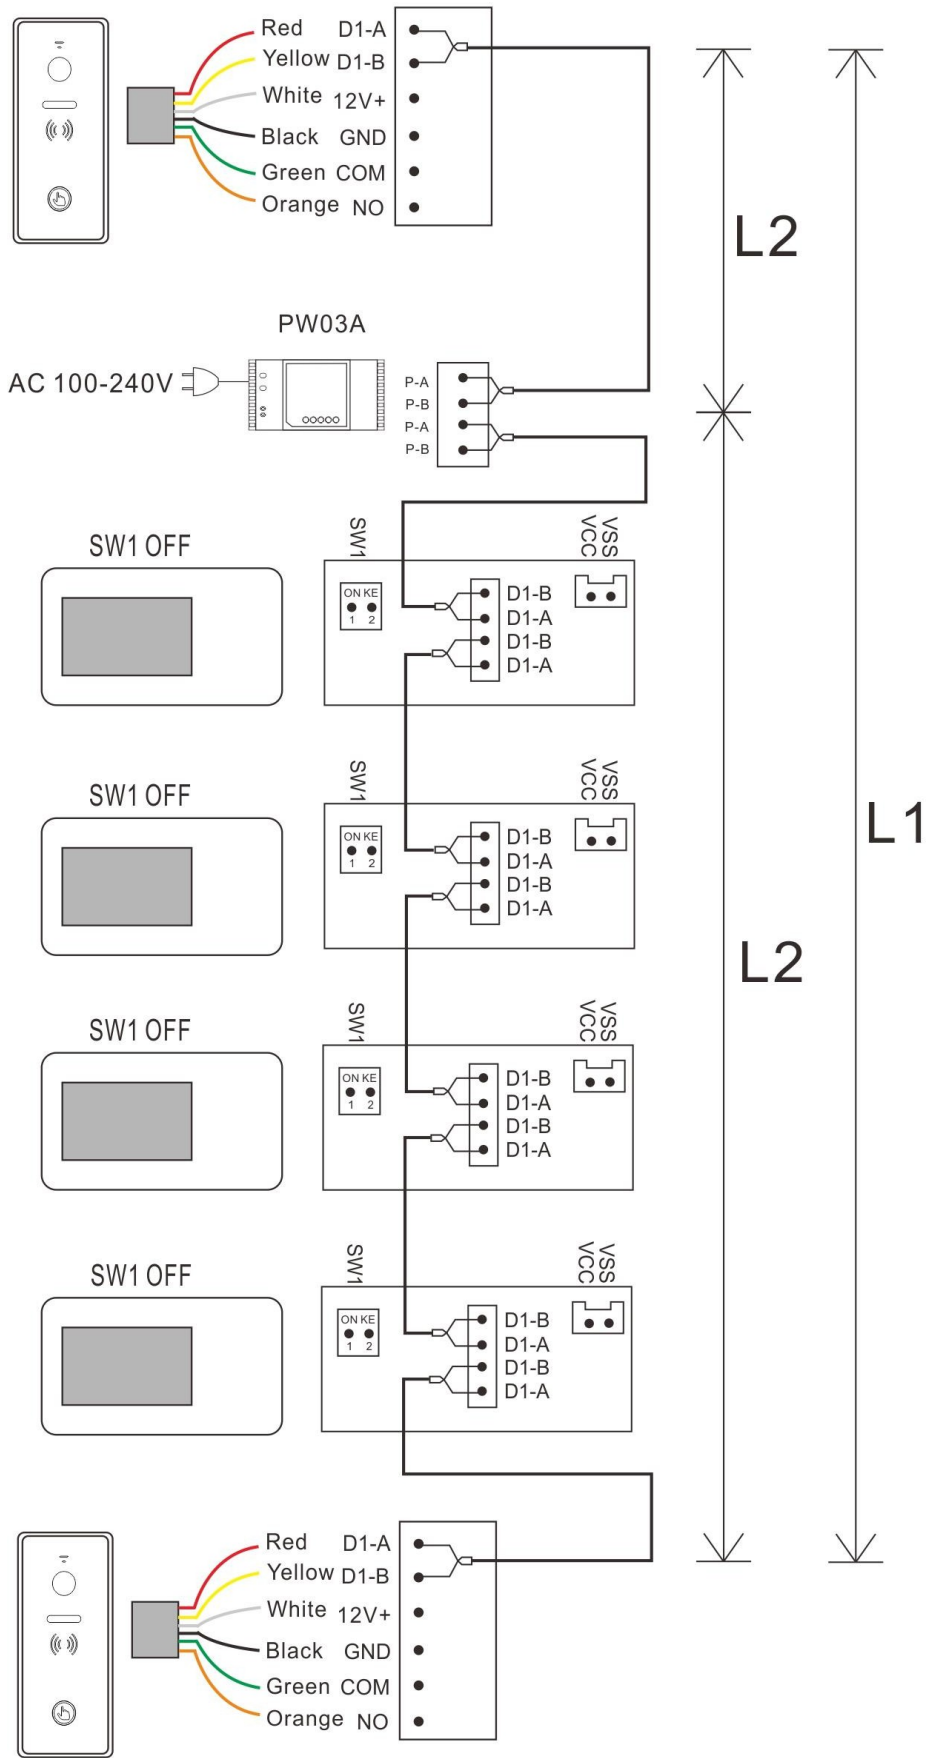 Red D1-A
Yellow D1-B
White 12V+
Black GND
Green COM
Orange NO
L2
PW03A
AC 100-240V
P-A
P-B
P-A
P-B
L1
SW1 OFF
SW1
VSS
VCC
ON KE
1 2
D1-B
D1-A
D1-B
D1-A
SW1 OFF
SW1
VSS
VCC
ON KE
1 2
D1-B
D1-A
D1-B
D1-A
L2
SW1 OFF
SW1
VSS
VCC
ON KE
1 2
D1-B
D1-A
D1-B
D1-A
SW1 OFF
SW1
VSS
VCC
ON KE
1 2
D1-B
D1-A
D1-B
D1-A
Red D1-A
Yellow D1-B
White 12V+
Black GND
Green COM
Orange NO